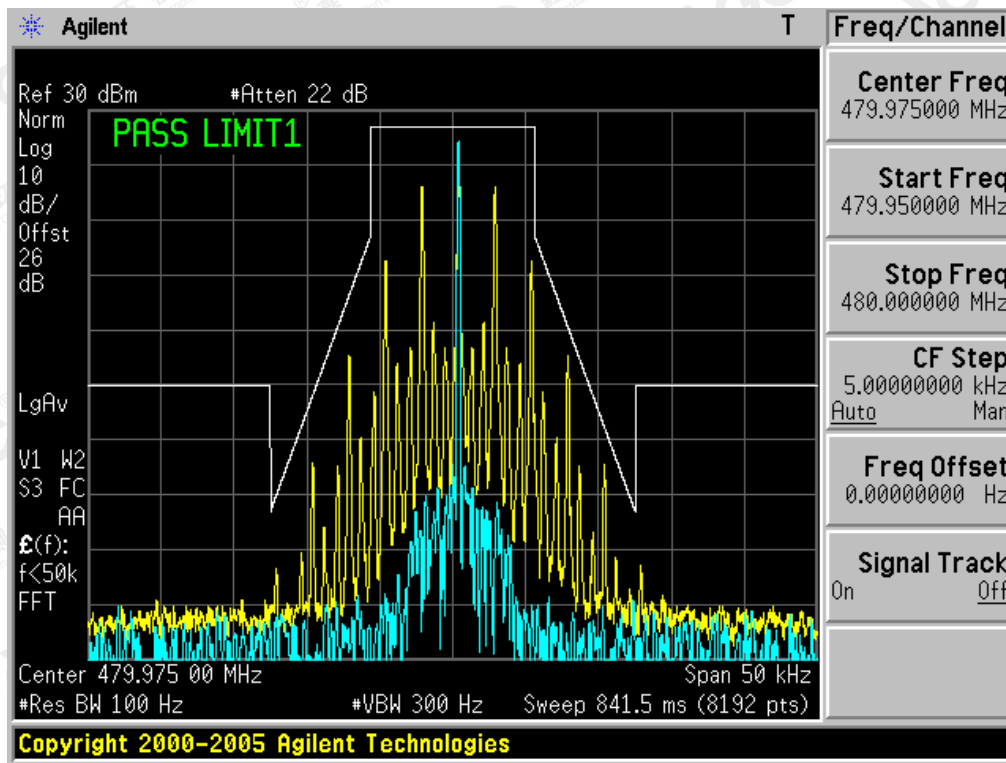 Agilent T
Ref 30 dBm #Atten 22 dB
Norm
Log
10
dB/
Offst
26
dB
PASS LIMIT1
LgAv
V1 W2
S3 FC
AA
£(f):
f<50k
FFT
Center 479.975 00 MHz Span 50 kHz
#Res BW 100 Hz #VBW 300 Hz Sweep 841.5 ms (8192 pts)
Copyright 2000-2005 Agilent Technologies
Freq/Channel
Center Freq
479.975000 MHz
Start Freq
479.950000 MHz
Stop Freq
480.000000 MHz
CF Step
5.00000000 kHz
Auto Man
Freq Offset
0.00000000 Hz
Signal Track
On Off